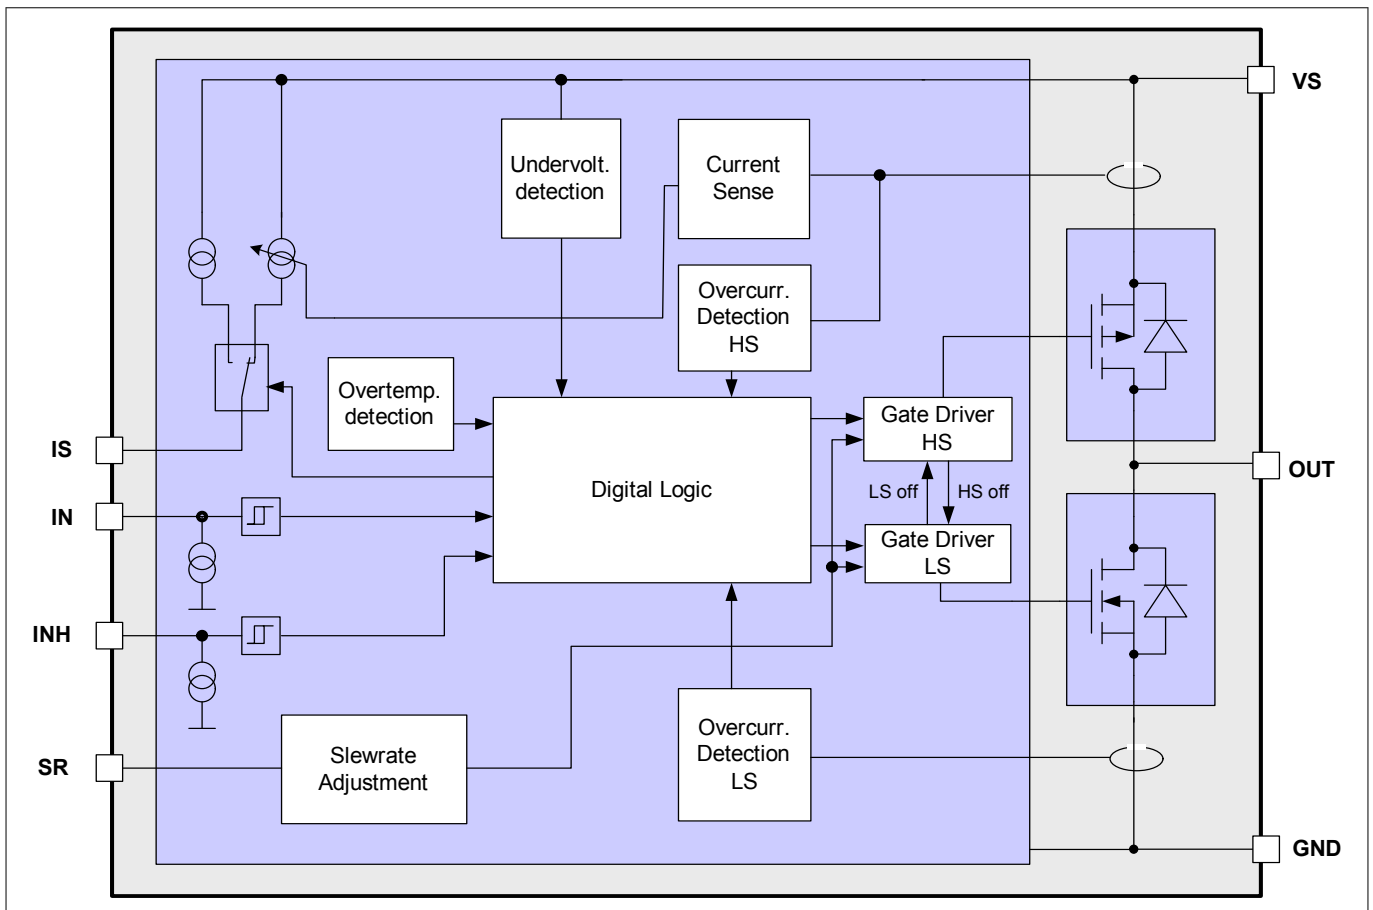 VS
Undervolt.
detection
Current
Sense
Overcurr.
Detection
HS
Overtemp.
detection
Gate Driver
HS
IS
OUT
Digital Logic
LS off
HS off
IN
Gate Driver
LS
INH
Overcurr.
Detection
LS
Slewrate
Adjustment
SR
GND